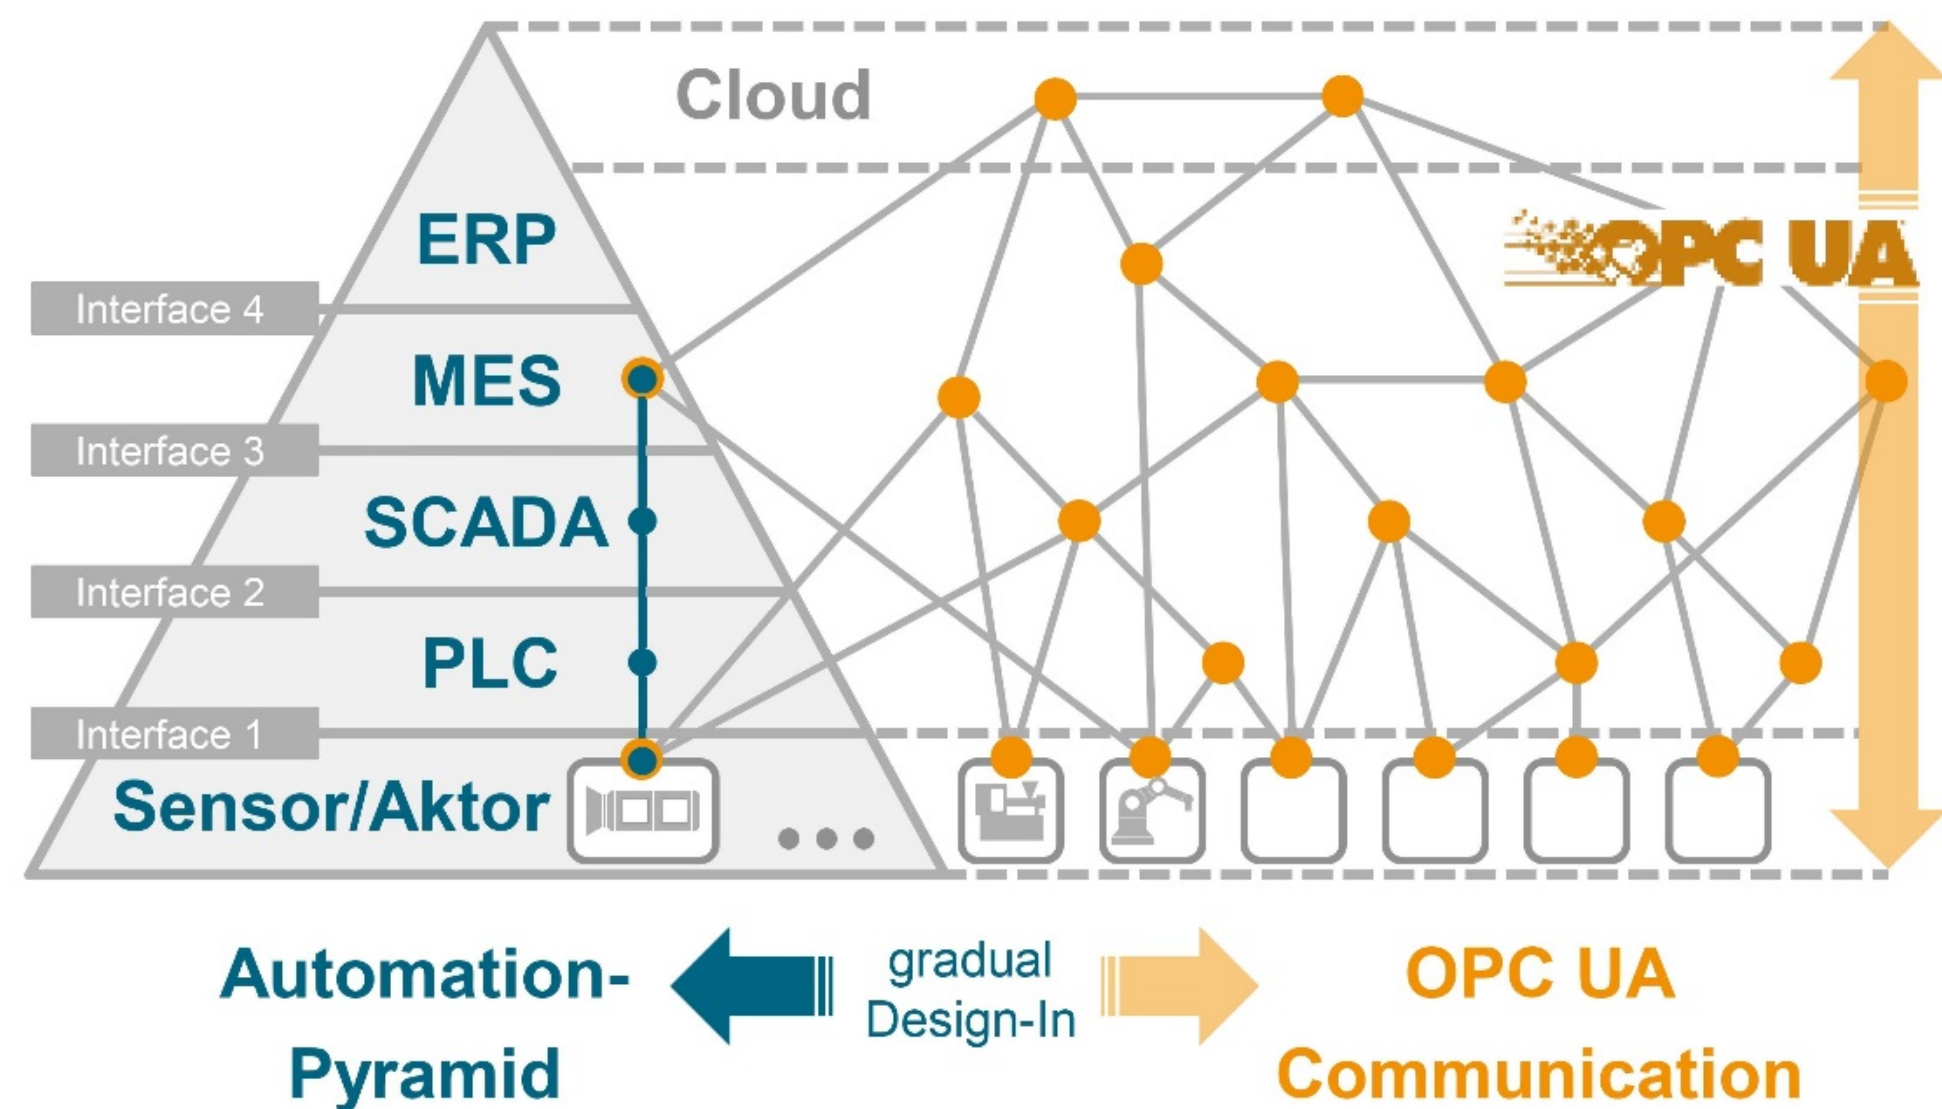 Cloud
ERP
OPC UA
Interface 4
MES
Interface 3
SCADA
Interface 2
PLC
Interface 1
Sensor/Aktor
Automation-
Pyramid
gradual
Design-In
OPC UA
Communication